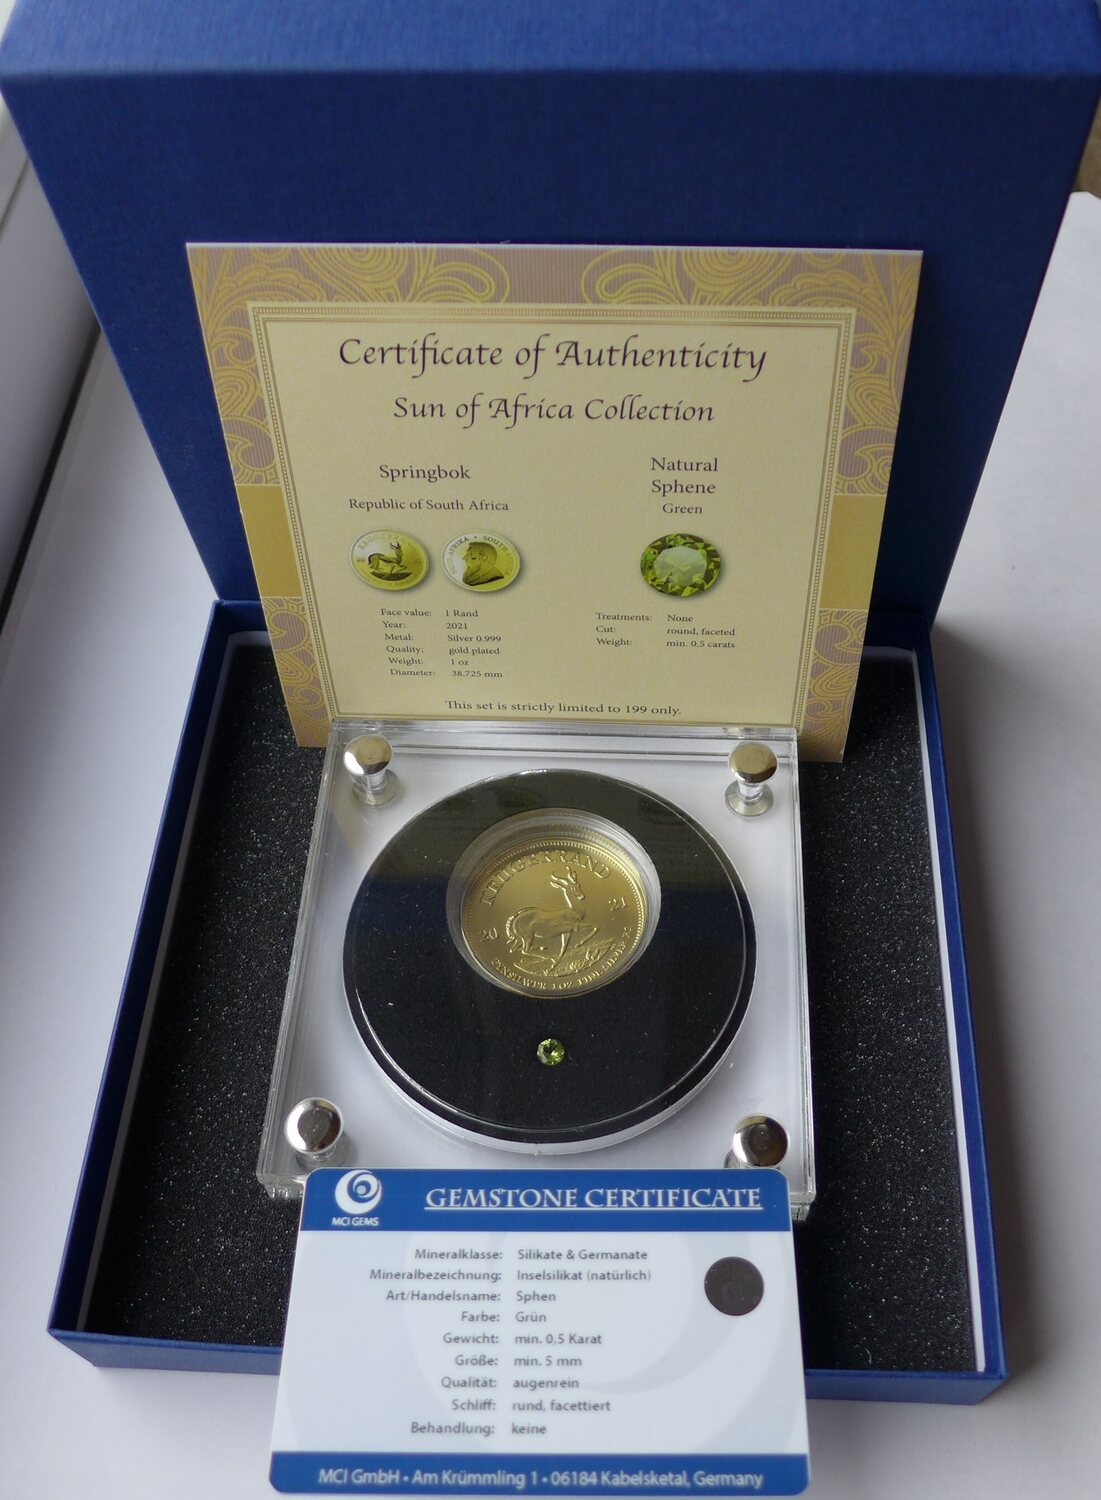 Certificate of Authenticity
Sun of Africa Collection
Springbok
Republic of South Africa
Face value: 1 Rand
Year: 2021
Metal: Silver 0.999
Quality: gold plated
Weight: 1 oz
Diameter: 38.725 mm
Natural
Sphene
Green
Treatments: None
Cut: round, faceted
Weight: min. 0.5 carats
This set is strictly limited to 199 only.
KRUGERRAND
20 21
FYNSILWER 1 OZ FINE SILVER
MCI GEMS
GEMSTONE CERTIFICATE
Mineralklasse: Silikate & Germanate
Mineralbezeichnung: Inselsilikat (natürlich)
Art/Handelsname: Sphen
Farbe: Grün
Gewicht: min. 0,5 Karat
Größe: min. 5 mm
Qualität: augenrein
Schliff: rund, facettiert
Behandlung: keine
MCI GmbH • Am Krümmling 1 • 06184 Kabelsketal, Germany